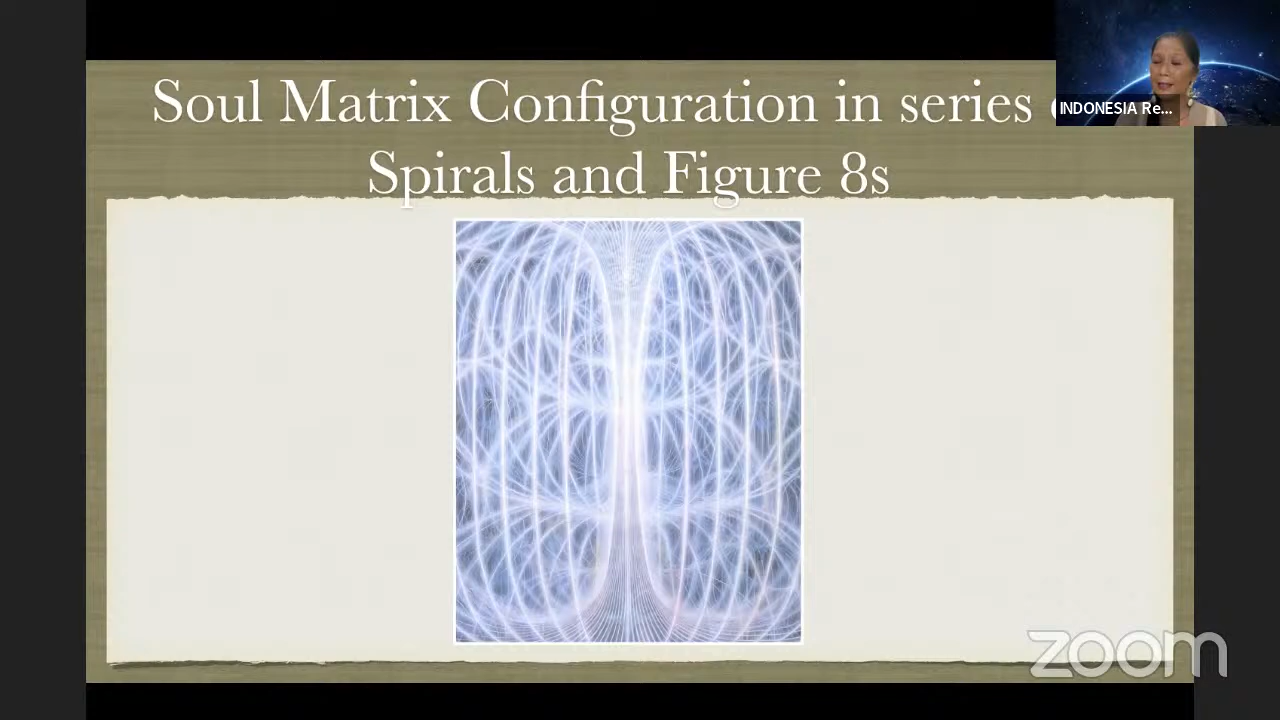 Soul Matrix Configuration in series
Spirals and Figure 8s
INDONESIA Re...
zoom